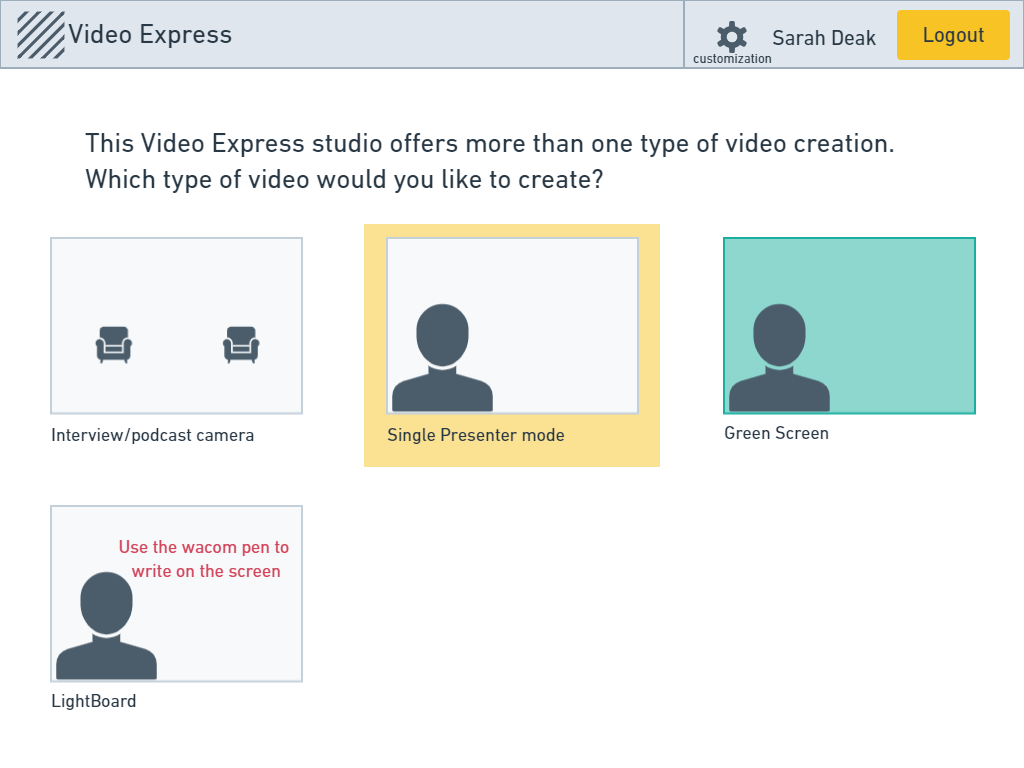 Video Express
customization
Sarah Deak
Logout
This Video Express studio offers more than one type of video creation.
Which type of video would you like to create?
Interview/podcast camera
Single Presenter mode
Green Screen
Use the wacom pen to
write on the screen
LightBoard